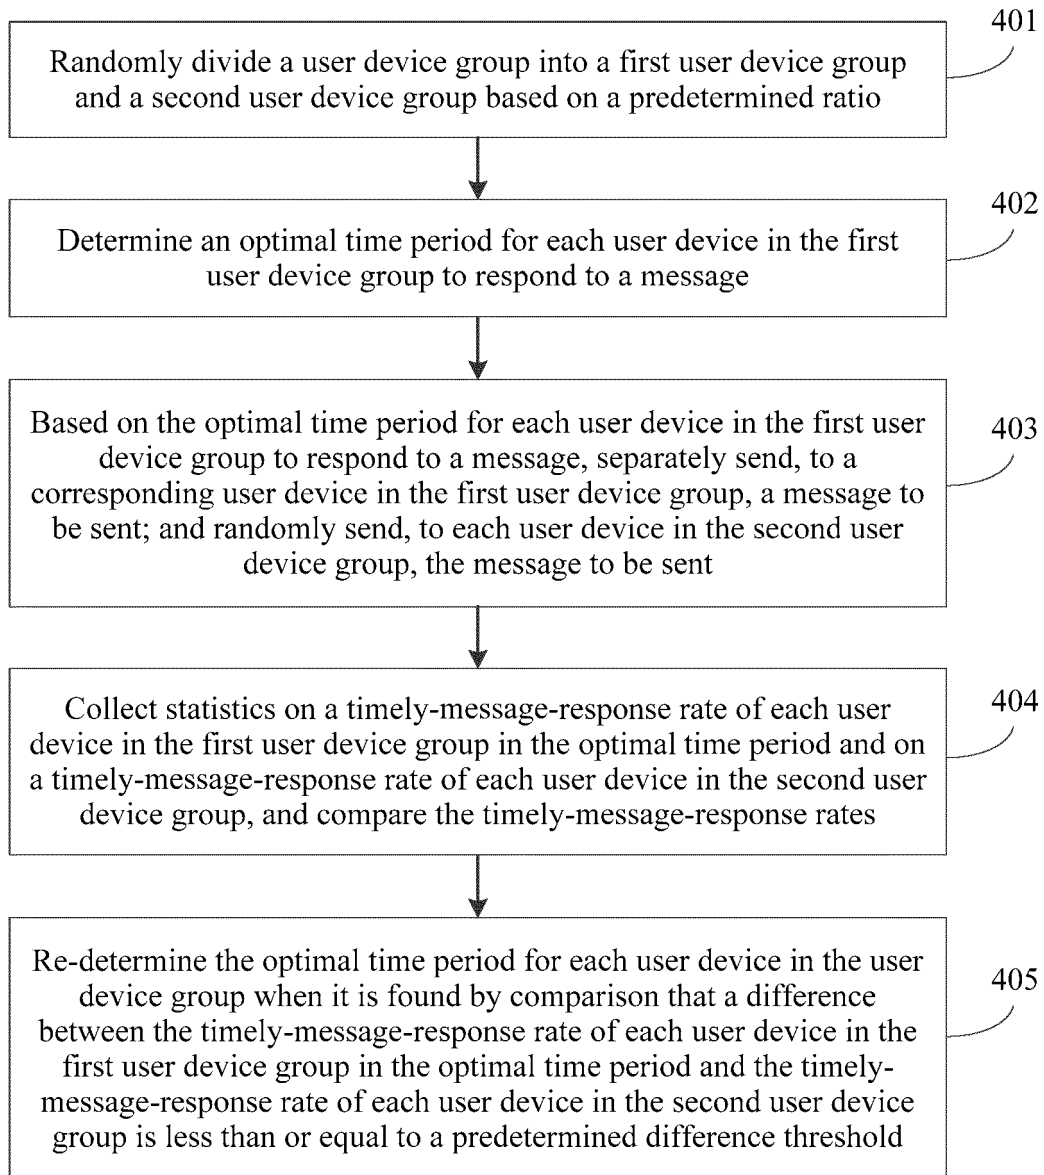 401
Randomly divide a user device group into a first user device group
and a second user device group based on a predetermined ratio
402
Determine an optimal time period for each user device in the first
user device group to respond to a message
403
Based on the optimal time period for each user device in the first user
device group to respond to a message, separately send, to a
corresponding user device in the first user device group, a message to
be sent; and randomly send, to each user device in the second user
device group, the message to be sent
404
Collect statistics on a timely-message-response rate of each user
device in the first user device group in the optimal time period and on
a timely-message-response rate of each user device in the second user
device group, and compare the timely-message-response rates
405
Re-determine the optimal time period for each user device in the user
device group when it is found by comparison that a difference
between the timely-message-response rate of each user device in the
first user device group in the optimal time period and the timely-
message-response rate of each user device in the second user device
group is less than or equal to a predetermined difference threshold